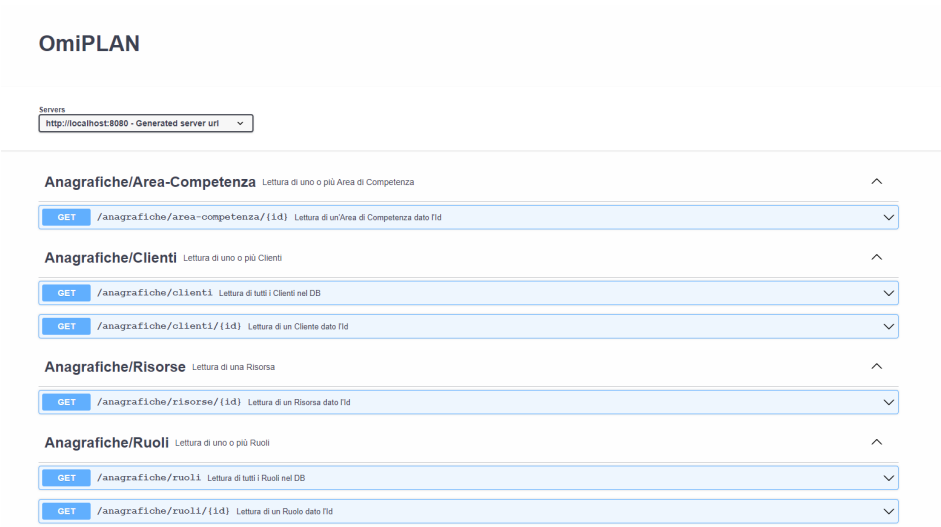 OmiPLAN
Servers
http://localhost:8080 - Generated server url
Anagrafiche/Area-Competenza Lettura di uno o più Area di Competenza
GET /anagrafiche/area-competenza/{id} Lettura di un'Area di Competenza dato l'Id
Anagrafiche/Clienti Lettura di uno o più Clienti
GET /anagrafiche/clienti Lettura di tutti i Clienti nel DB
GET /anagrafiche/clienti/{id} Lettura di un Cliente dato l'Id
Anagrafiche/Risorse Lettura di una Risorsa
GET /anagrafiche/risorse/{id} Lettura di un Risorsa dato l'Id
Anagrafiche/Ruoli Lettura di uno o più Ruoli
GET /anagrafiche/ruoli Lettura di tutti i Ruoli nel DB
GET /anagrafiche/ruoli/{id} Lettura di un Ruolo dato l'Id